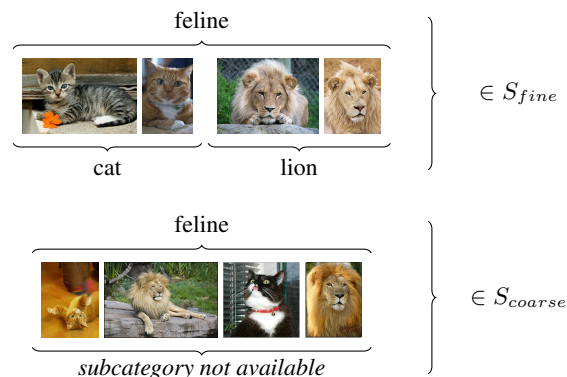 feline
cat lion
∈ S_fine
feline
subcategory not available
∈ S_coarse